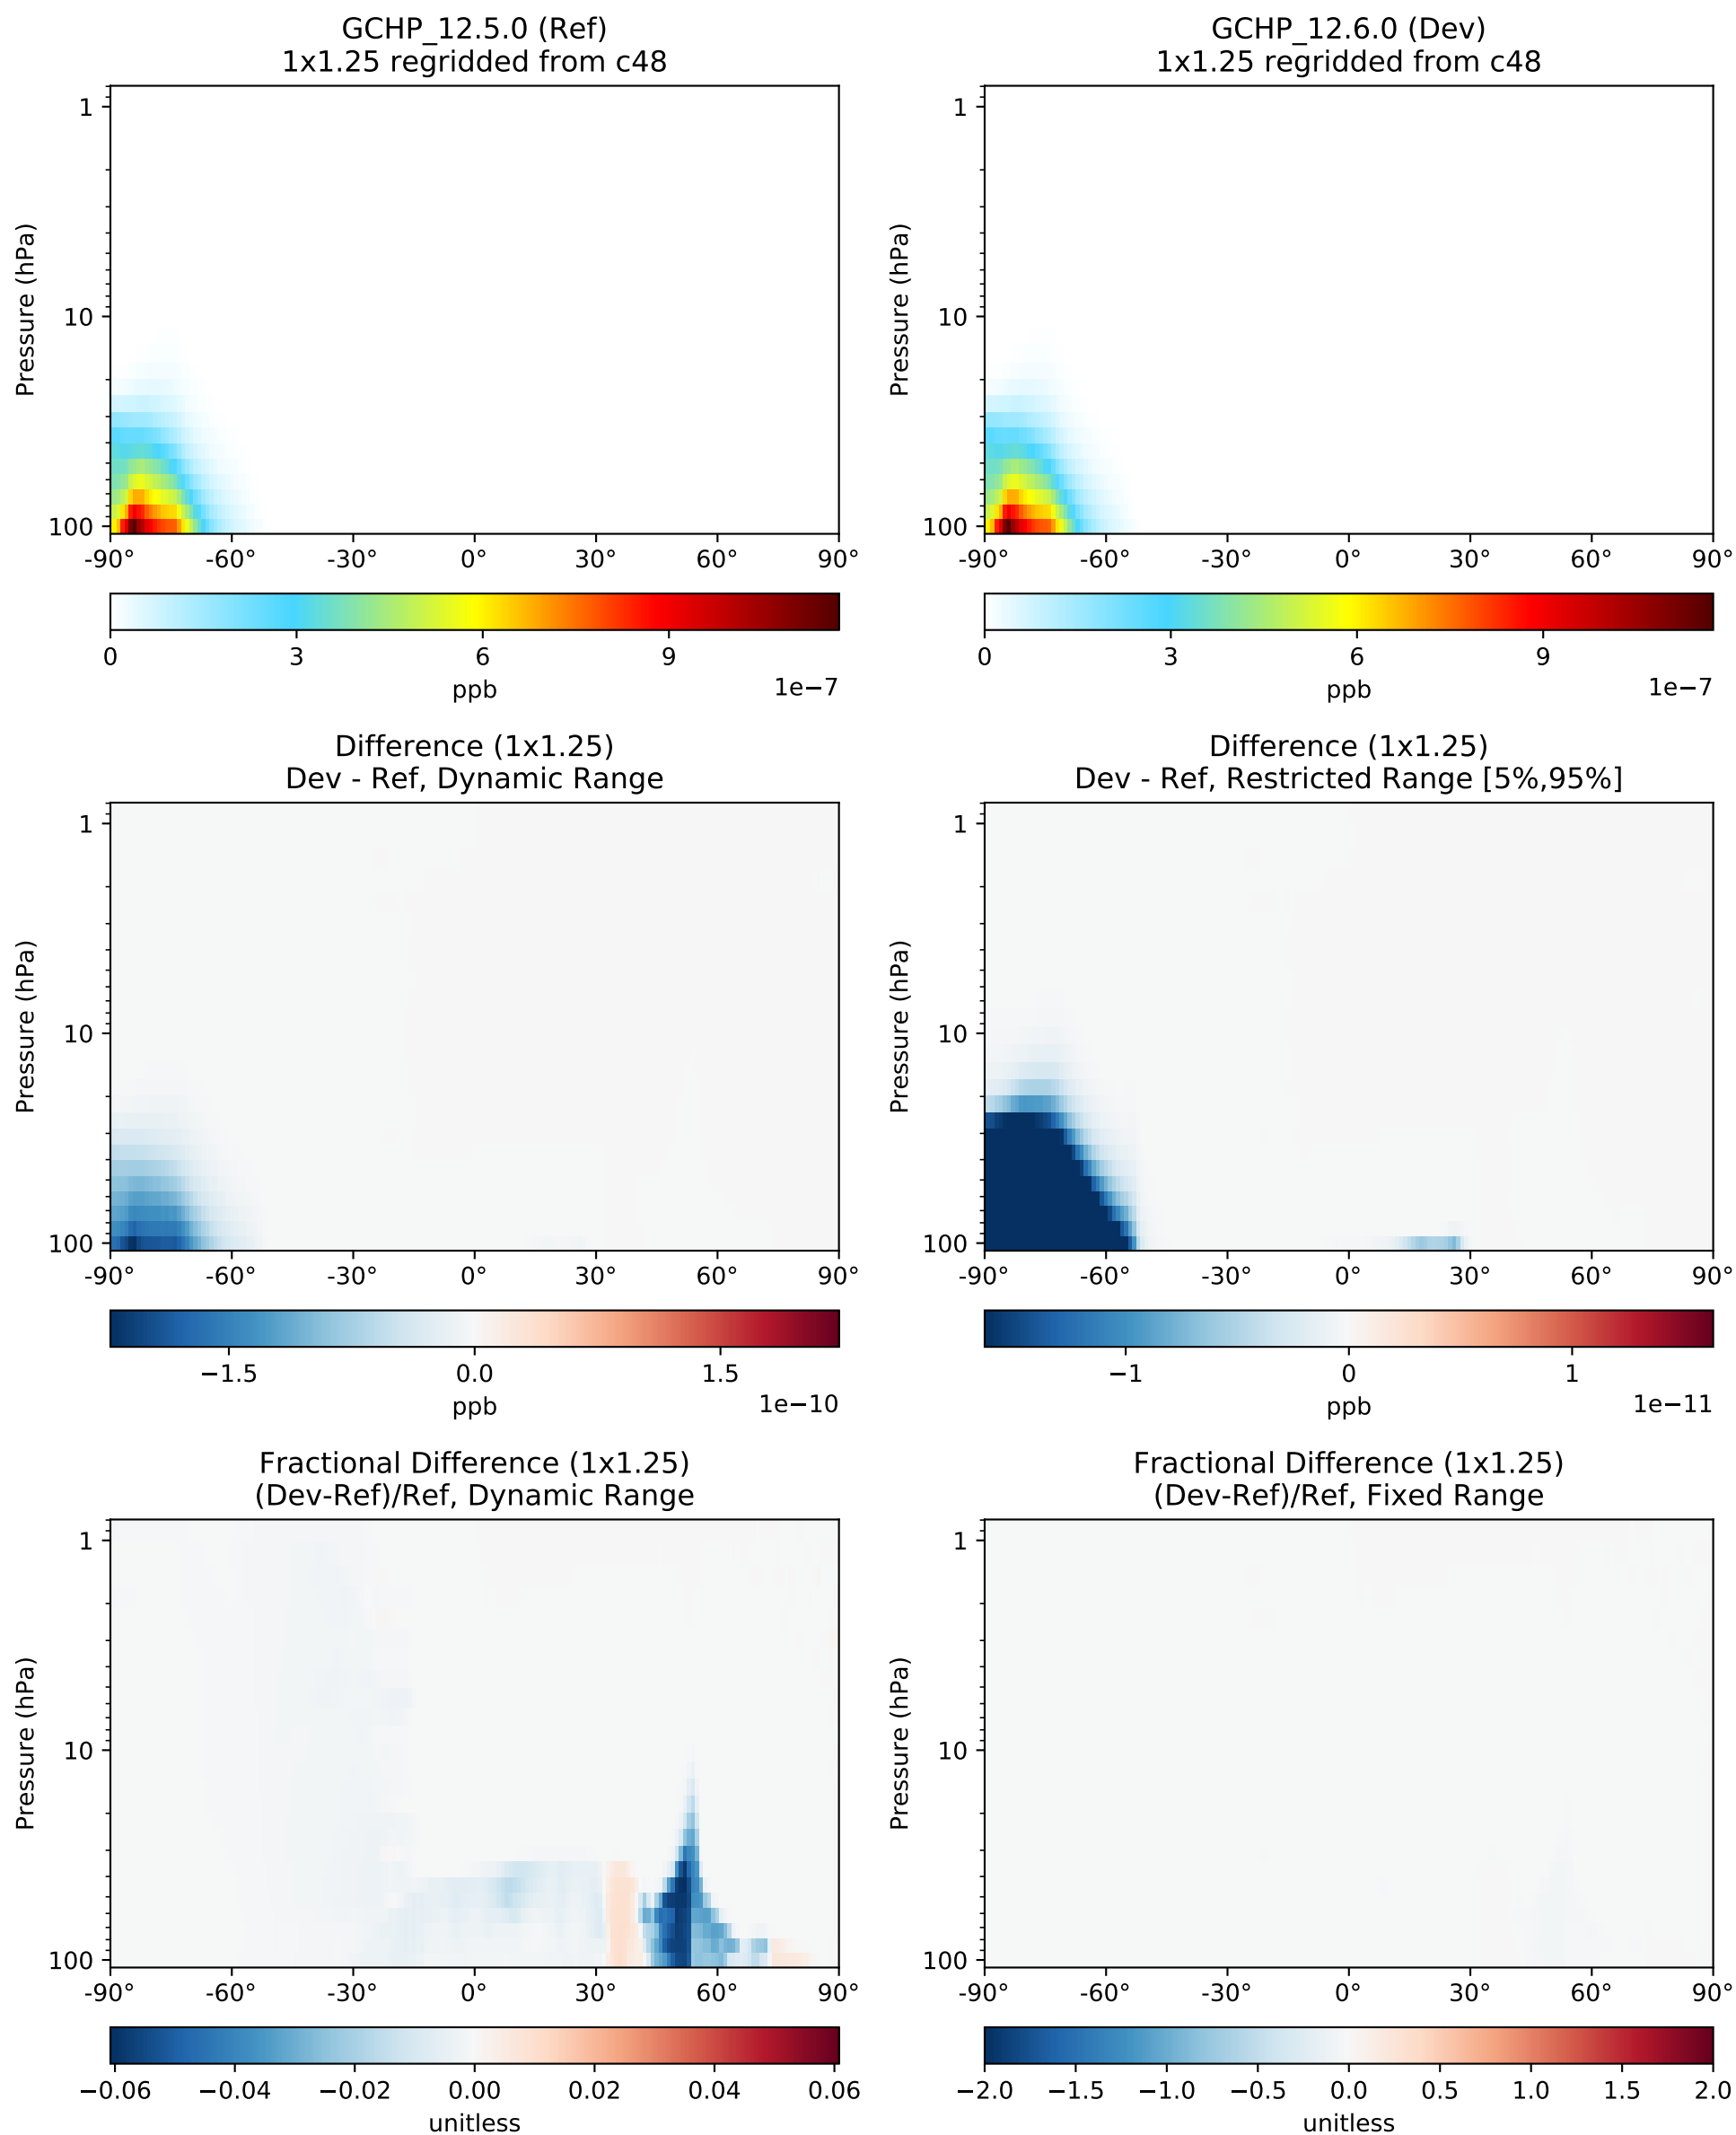 GCHP_12.5.0 (Ref)
1x1.25 regridded from c48
Pressure (hPa)
1
10
100
-90° -60° -30° 0° 30° 60° 90°
0 3 6 9
ppb
1e−7
GCHP_12.6.0 (Dev)
1x1.25 regridded from c48
Pressure (hPa)
1
10
100
-90° -60° -30° 0° 30° 60° 90°
0 3 6 9
ppb
1e−7
Difference (1x1.25)
Dev - Ref, Dynamic Range
Pressure (hPa)
1
10
100
-90° -60° -30° 0° 30° 60° 90°
−1.5 0.0 1.5
ppb
1e−10
Difference (1x1.25)
Dev - Ref, Restricted Range [5%,95%]
Pressure (hPa)
1
10
100
-90° -60° -30° 0° 30° 60° 90°
−1 0 1
ppb
1e−11
Fractional Difference (1x1.25)
(Dev-Ref)/Ref, Dynamic Range
Pressure (hPa)
1
10
100
-90° -60° -30° 0° 30° 60° 90°
−0.06 −0.04 −0.02 0.00 0.02 0.04 0.06
unitless
Fractional Difference (1x1.25)
(Dev-Ref)/Ref, Fixed Range
Pressure (hPa)
1
10
100
-90° -60° -30° 0° 30° 60° 90°
−2.0 −1.5 −1.0 −0.5 0.0 0.5 1.0 1.5 2.0
unitless